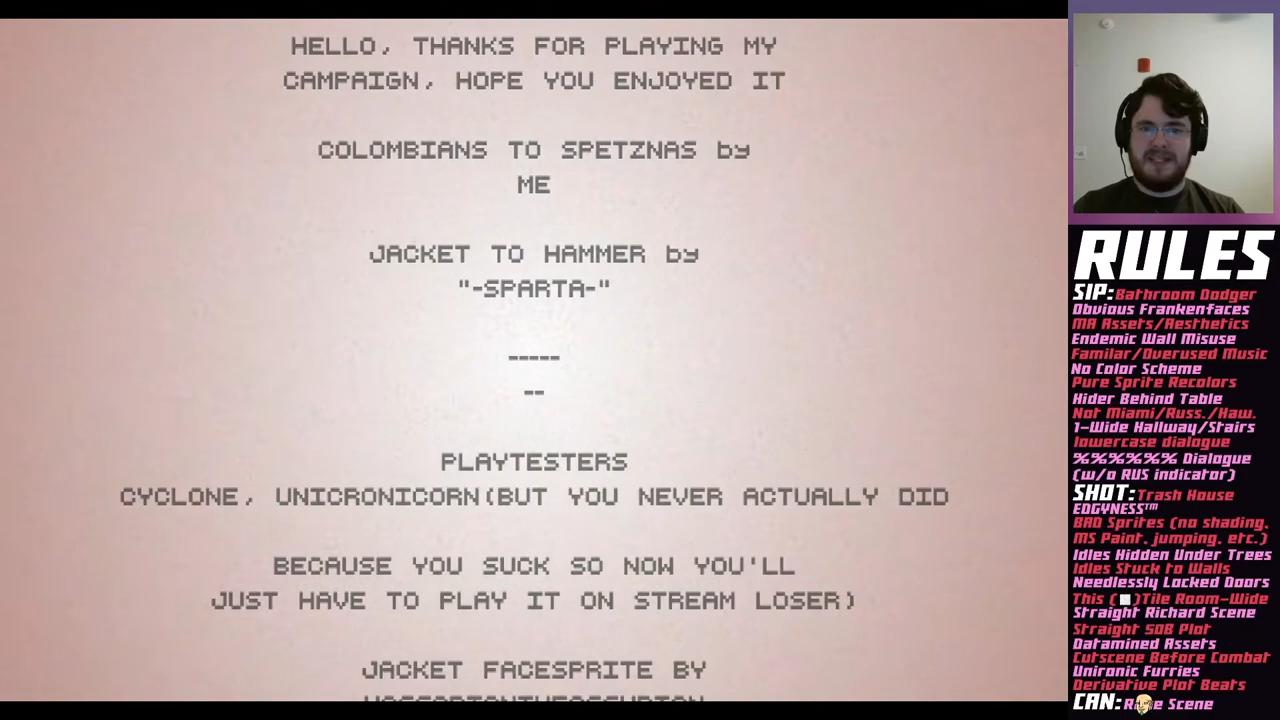 HELLO, THANKS FOR PLAYING MY
CAMPAIGN, HOPE YOU ENJOYED IT
COLOMBIANS TO SPETZNAS by
ME
JACKET TO HAMMER by
"-SPARTA-"
-----
--
PLAYTESTERS
CYCLONE, UNICRONICORN(BUT YOU NEVER ACTUALLY DID
BECAUSE YOU SUCK SO NOW YOU'LL
JUST HAVE TO PLAY IT ON STREAM LOSER)
JACKET FACESPRITE BY
RULES
SIP: Bathroom Dodger
Obvious Frankenfaces
MA Assets/Aesthetics
Endemic Wall Misuse
Familar/Overused Music
No Color Scheme
Pure Sprite Recolors
Hider Behind Table
Not Miami/Russ./Haw.
1-Wide Hallway/Stairs
lowercase dialogue
%%%%%% Dialogue
(w/o RUS indicator)
SHOT: Trash House
EDGYNESS™
BAD Sprites (no shading,
MS Paint, jumping, etc.)
Idles Hidden Under Trees
Idles Stuck to Walls
Needlessly Locked Doors
This ( )Tile Room-Wide
Straight Richard Scene
Straight 50B Plot
Datamined Assets
Cutscene Before Combat
Unironic Furries
Derivative Plot Beats
CAN: Scene